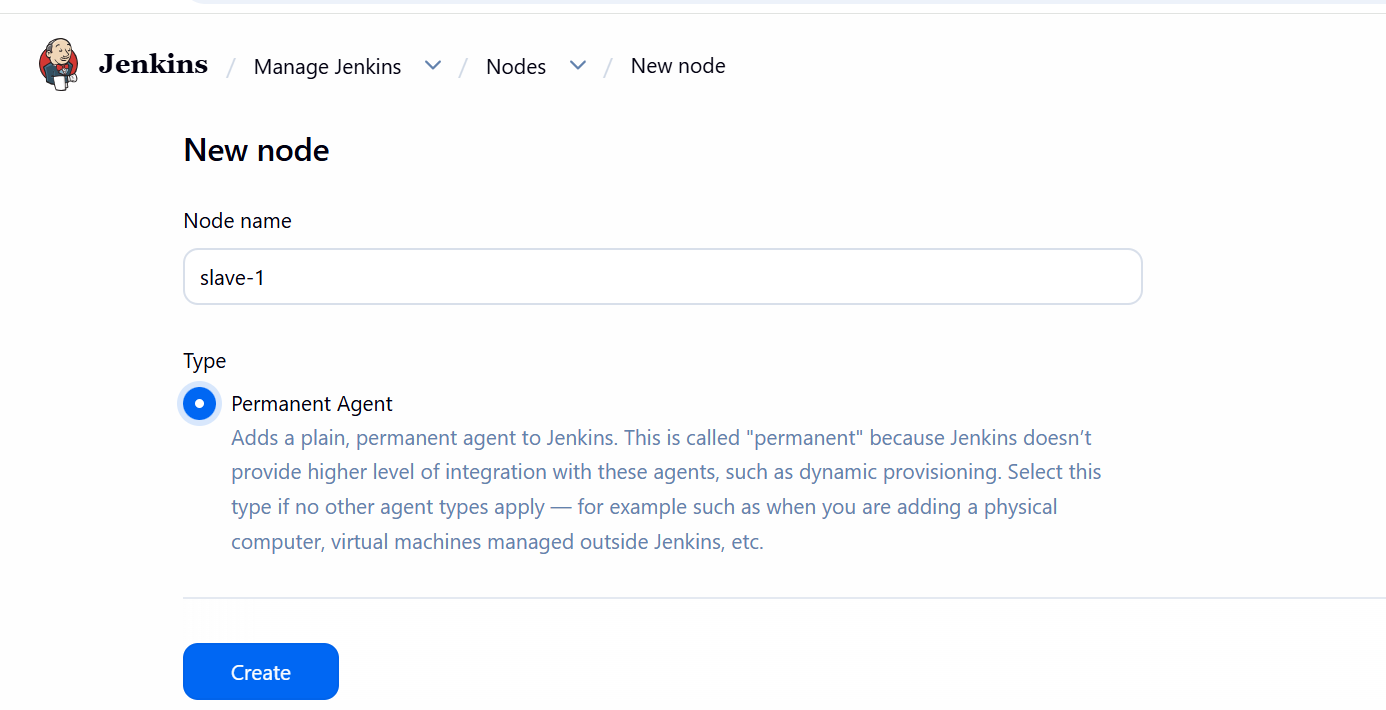 Jenkins / Manage Jenkins / Nodes / New node
New node
Node name
slave-1
Type
Permanent Agent
Adds a plain, permanent agent to Jenkins. This is called "permanent" because Jenkins doesn’t
provide higher level of integration with these agents, such as dynamic provisioning. Select this
type if no other agent types apply — for example such as when you are adding a physical
computer, virtual machines managed outside Jenkins, etc.
Create